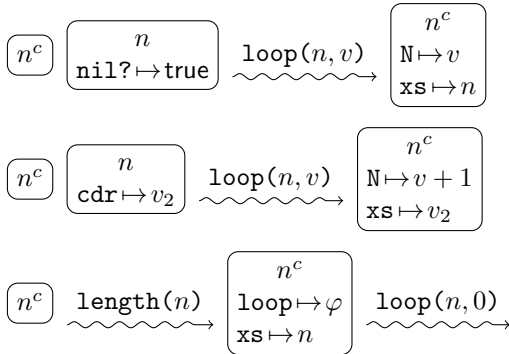 n^c n nil? ↦ true loop(n, v) n^c N ↦ v xs ↦ n
n^c n cdr ↦ v_2 loop(n, v) n^c N ↦ v + 1 xs ↦ v_2
n^c length(n) n^c loop ↦ φ xs ↦ n loop(n, 0)